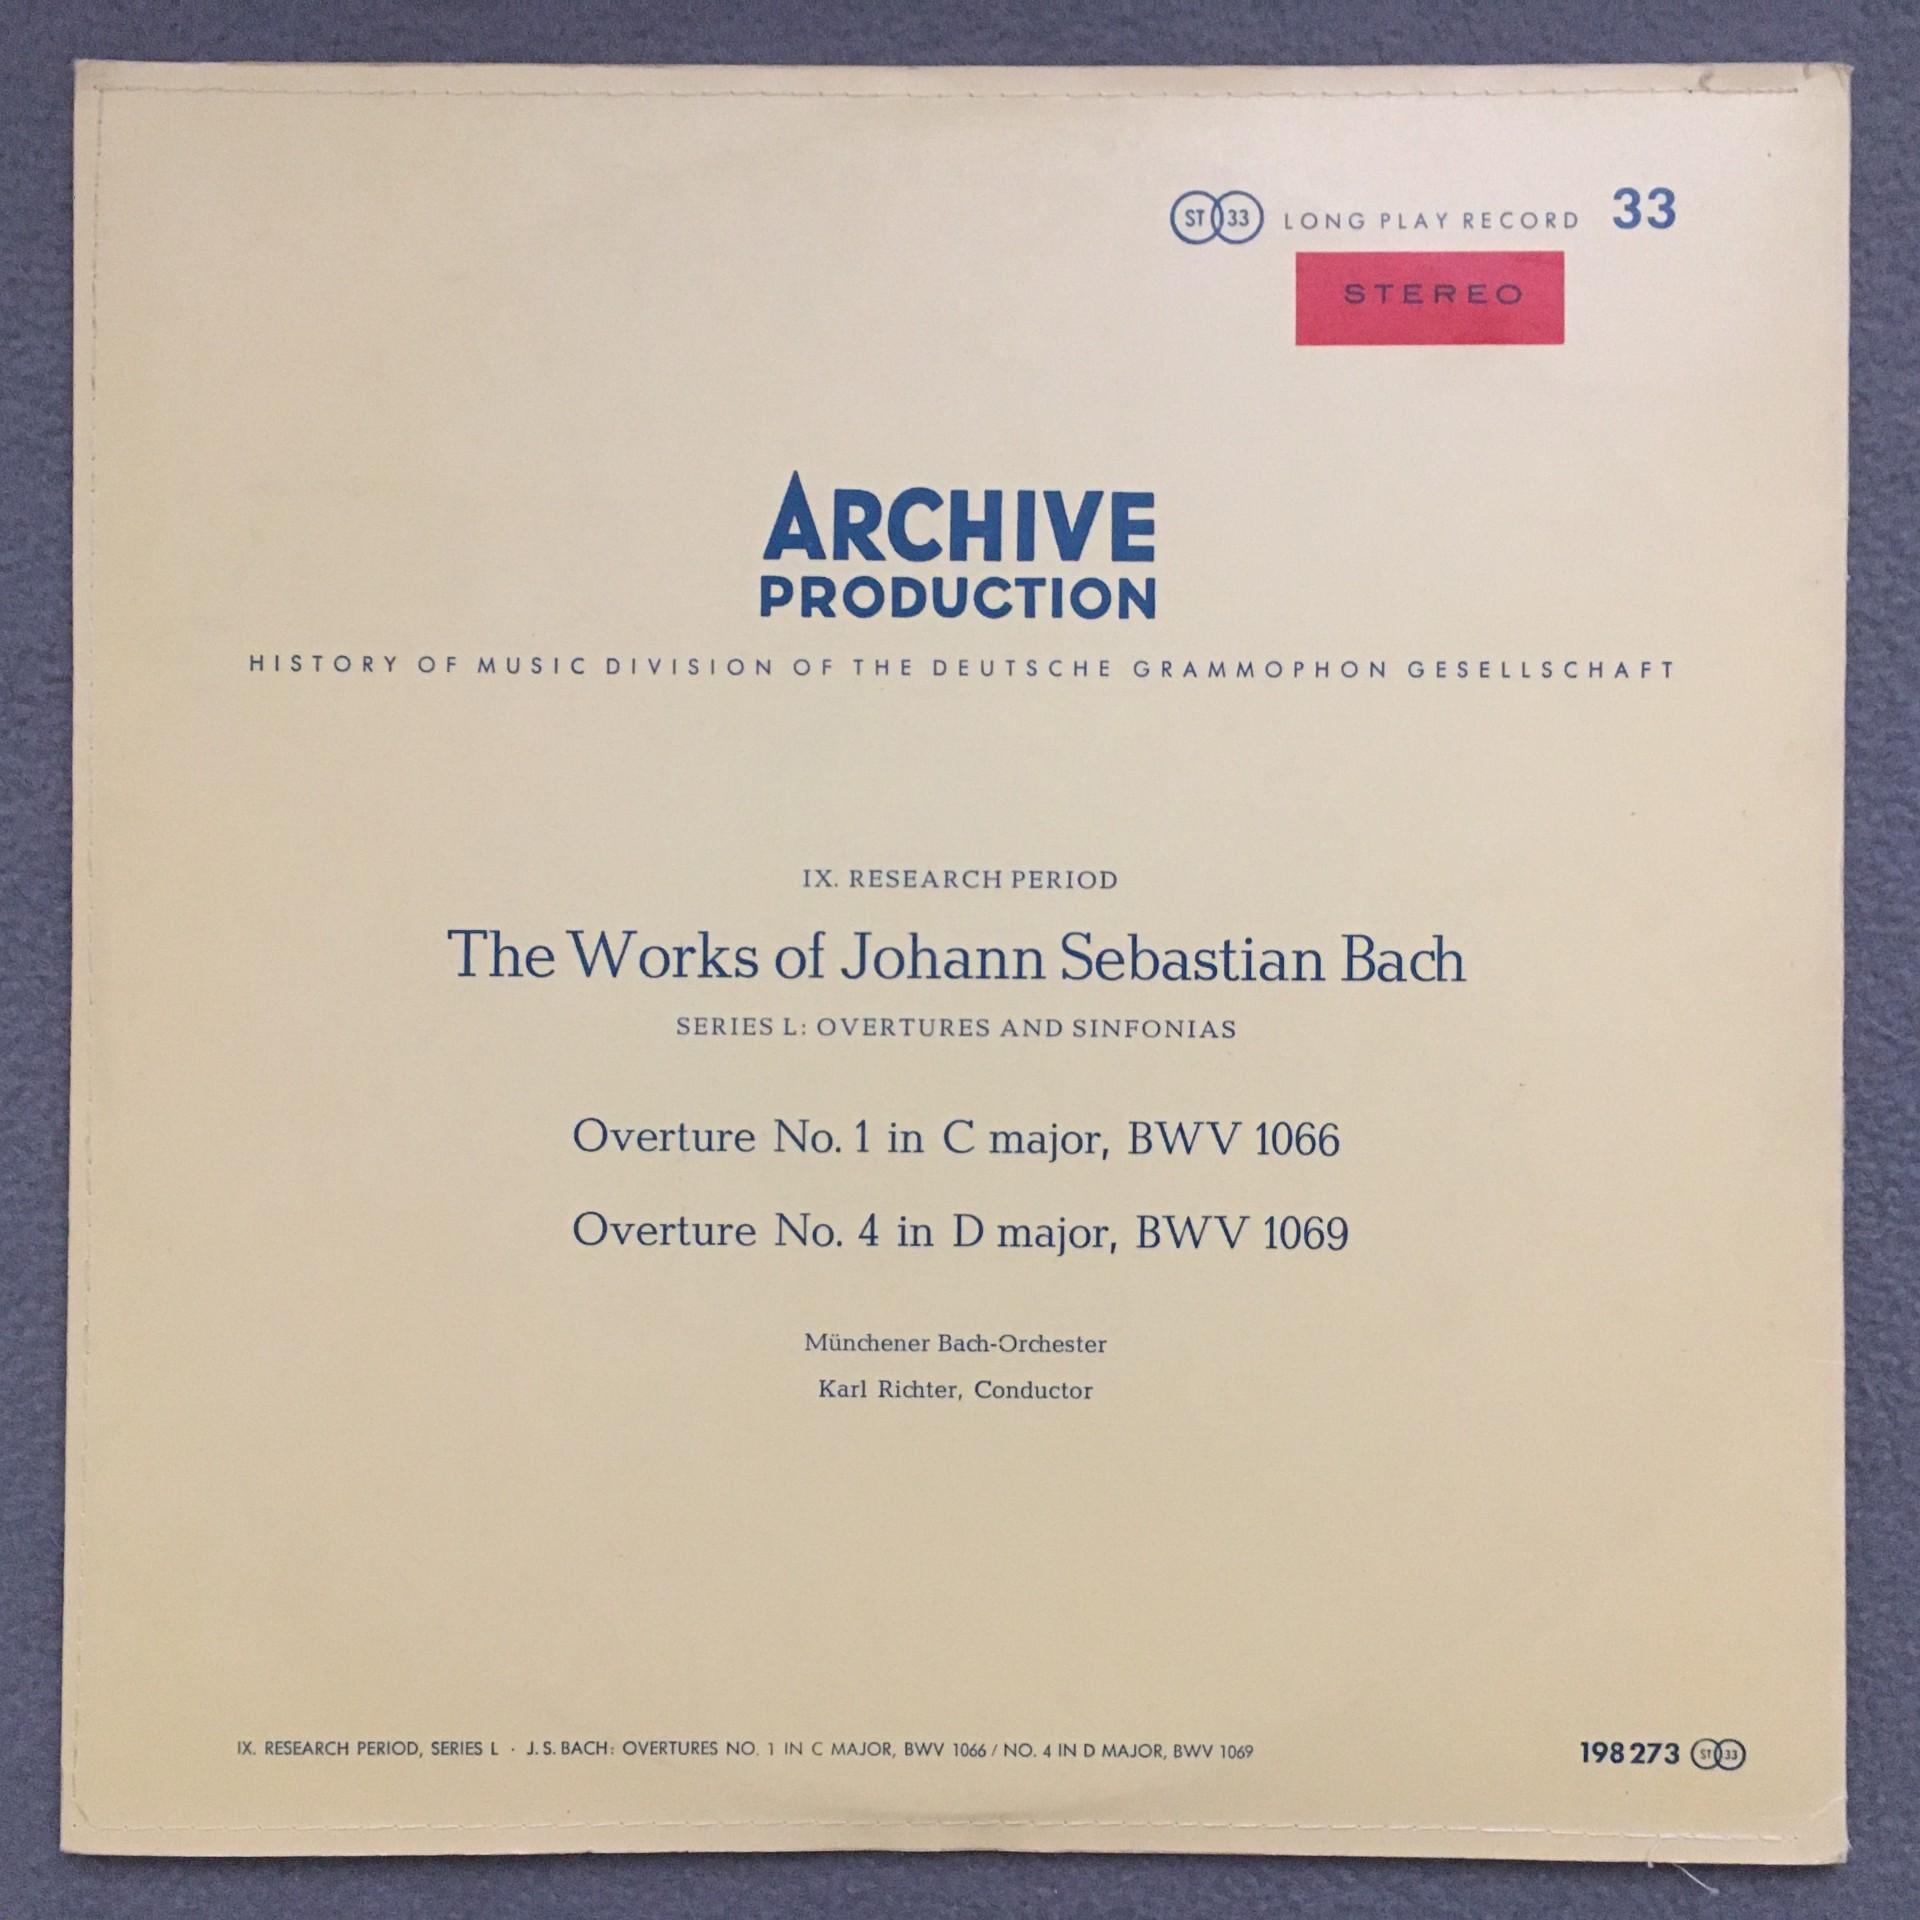 ST 33 LONG PLAY RECORD 33
STEREO
ARCHIVE
PRODUCTION
HISTORY OF MUSIC DIVISION OF THE DEUTSCHE GRAMMOPHON GESELLSCHAFT
IX. RESEARCH PERIOD
The Works of Johann Sebastian Bach
SERIES L: OVERTURES AND SINFONIAS
Overture No. 1 in C major, BWV 1066
Overture No. 4 in D major, BWV 1069
Münchener Bach-Orchester
Karl Richter, Conductor
IX. RESEARCH PERIOD, SERIES L · J. S. BACH: OVERTURES NO. 1 IN C MAJOR, BWV 1066 / NO. 4 IN D MAJOR, BWV 1069
198 273 ST 33